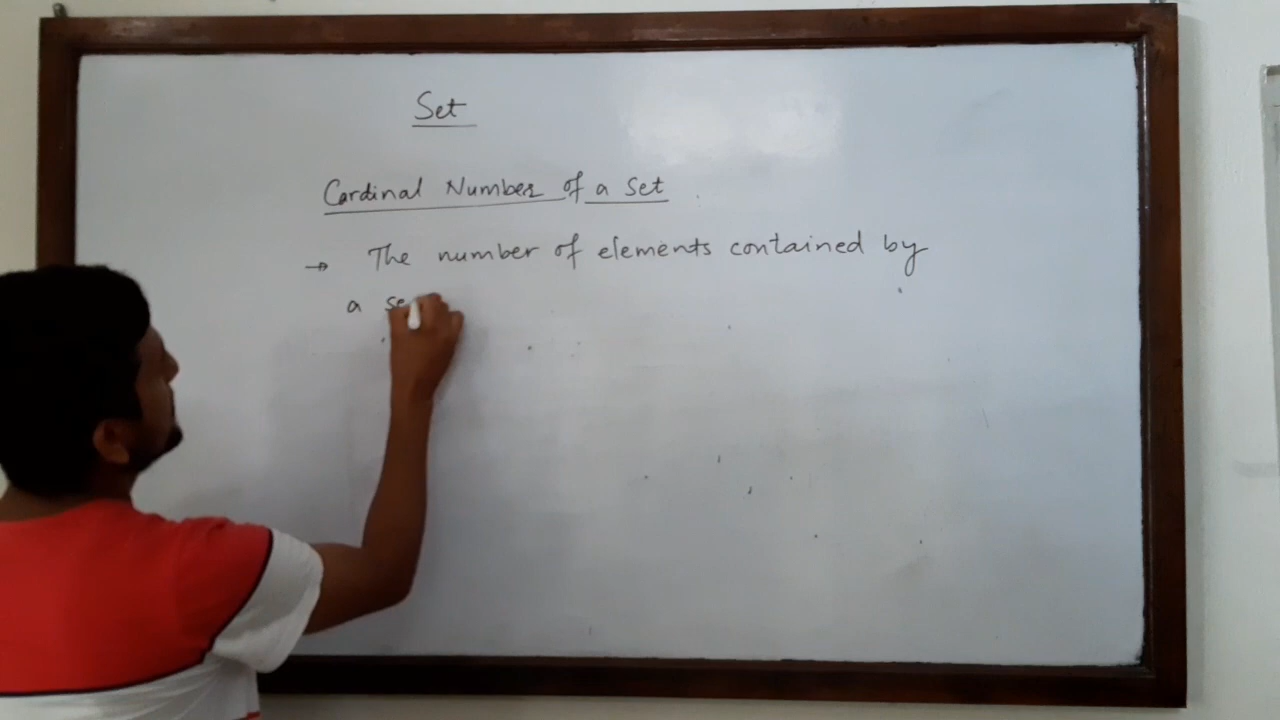 Set
Cardinal Number of a Set
→ The number of elements contained by
a se